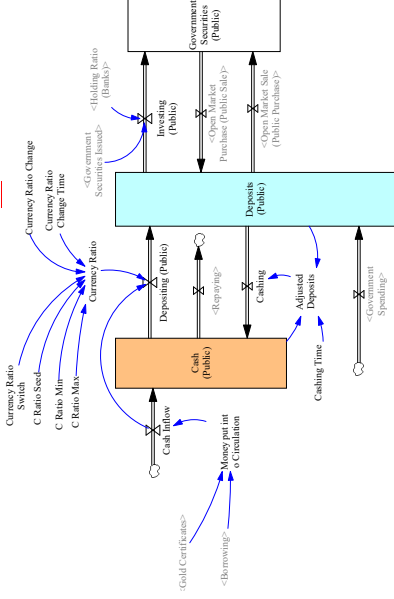 Government
Securities
(Public)
<Holding Ratio
(Banks)>
Investing
(Public)
<Government
Securities Issued>
<Open Market
Purchase (Public Sale)>
<Open Market Sale
(Public Purchase)>
Currency Ratio Change
Currency Ratio
Change Time
Currency Ratio
Deposits
(Public)
Depositing (Public)
<Repaying>
Cashing
Adjusted
Deposits
<Government
Spending>
Currency Ratio
Switch
C Ratio Seed
C Ratio Min
C Ratio Max
Cash
(Public)
Cashing Time
Cash Inflow
Money put int
o Circulation
<Gold Certificates>
<Borrowing>